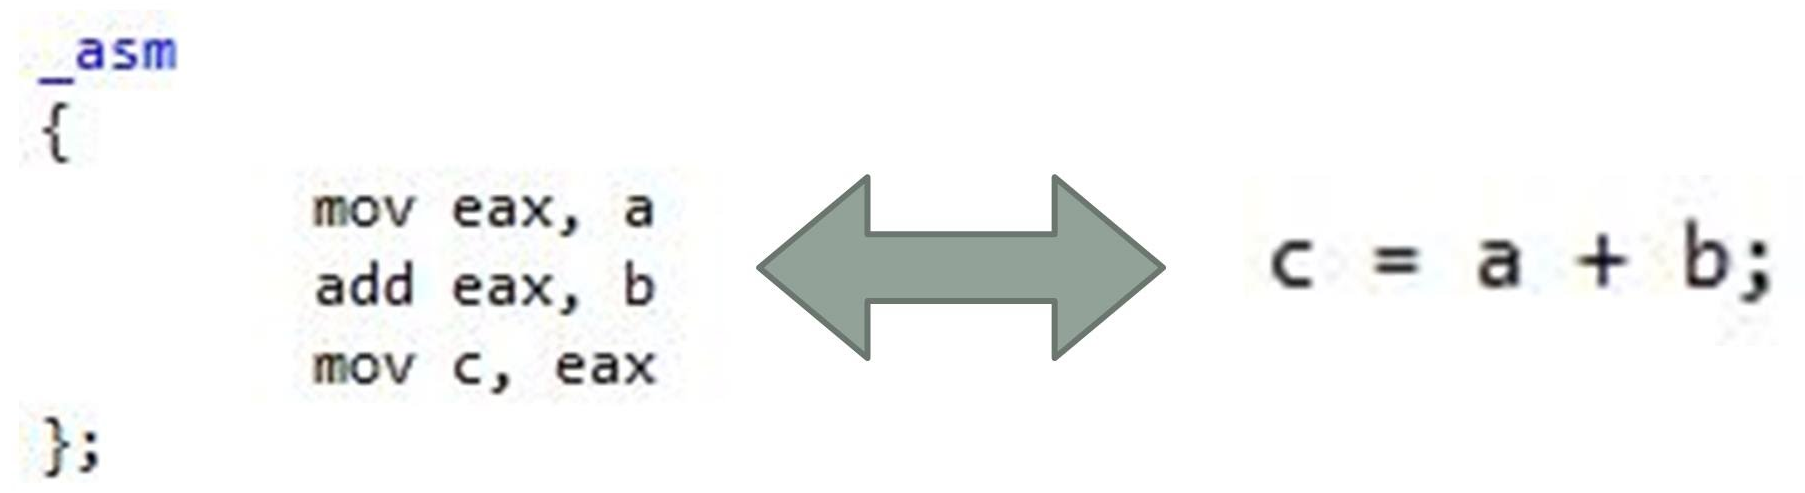 _asm
{
mov eax, a
add eax, b
mov c, eax
};
c = a + b;